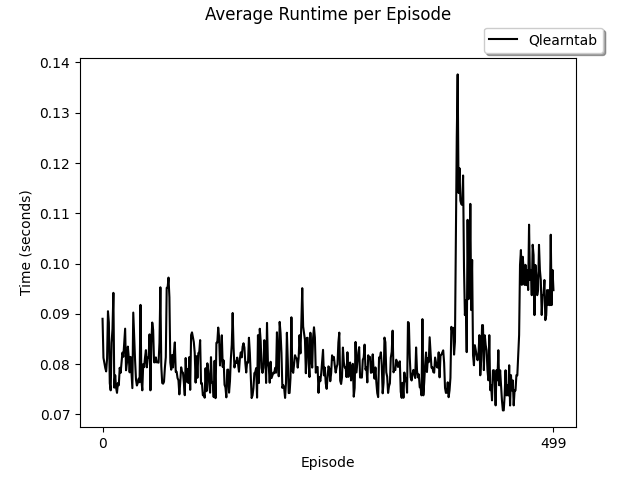 Average Runtime per Episode
Qlearntab
0.14
0.13
0.12
0.11
0.10
0.09
0.08
0.07
Time (seconds)
0
499
Episode